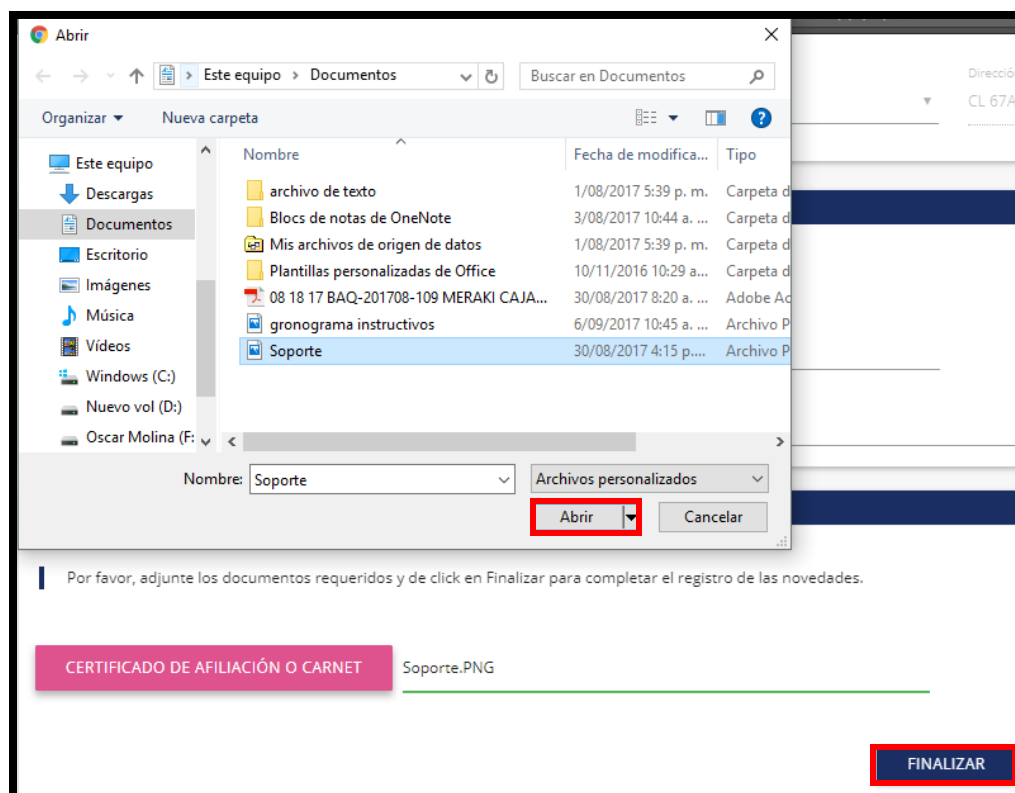 Abrir
Este equipo > Documentos
Buscar en Documentos
Organizar
Nueva carpeta
Este equipo
Descargas
Documentos
Escritorio
Imágenes
Música
Vídeos
Windows (C:)
Nuevo vol (D:)
Oscar Molina (F:
Nombre Fecha de modifica... Tipo
archivo de texto 1/08/2017 5:39 p. m. Carpeta d
Blocs de notas de OneNote 3/08/2017 10:44 a. ... Carpeta d
Mis archivos de origen de datos 1/08/2017 5:39 p. m. Carpeta d
Plantillas personalizadas de Office 10/11/2016 10:29 a... Carpeta d
08 18 17 BAQ-201708-109 MERAKI CAJA... 30/08/2017 8:20 a. ... Adobe Ac
gronograma instructivos 6/09/2017 10:45 a. ... Archivo P
Soporte 30/08/2017 4:15 p.... Archivo P
Nombre: Soporte
Archivos personalizados
Abrir
Cancelar
Direcció
CL 67A
Por favor, adjunte los documentos requeridos y de click en Finalizar para completar el registro de las novedades.
CERTIFICADO DE AFILIACIÓN O CARNET
Soporte.PNG
FINALIZAR